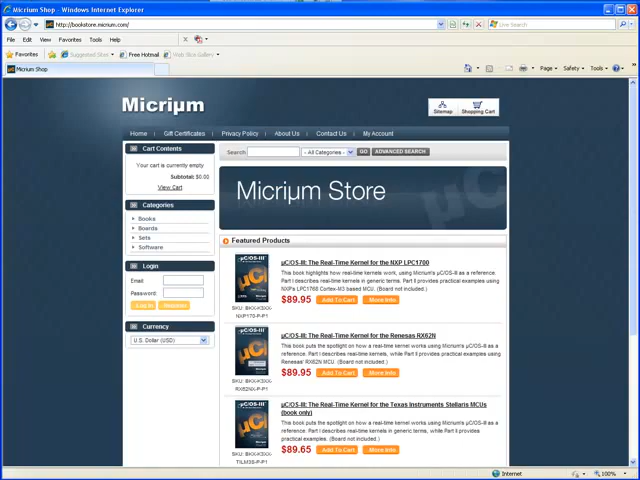 Micrium Shop - Windows Internet Explorer
http://bookstore.micrium.com/
Live Search
File Edit View Favorites Tools Help
Favorites Suggested Sites Free Hotmail Web Slice Gallery
Micrium Shop
Page Safety Tools
Micriµm
Sitemap Shopping Cart
Home | Gift Certificates | Privacy Policy | About Us | Contact Us | My Account
Cart Contents
Your cart is currently empty
Subtotal: $0.00
View Cart
Categories
Books
Boards
Sets
Software
Login
Email
Password:
Log In Register
Currency
U.S. Dollar (USD)
Search - All Categories - GO ADVANCED SEARCH
Micriµm Store
µC
Featured Products
µC/OS-III: The Real-Time Kernel for the NXP LPC1700
This book highlights how real-time kernels work, using Micrium's µC/OS-III as a
reference. Part I describes real-time kernels in generic terms. Part II provides practical examples using
NXP's LPC1768 Cortex-M3 based MCU. (Board not included.)
$89.95 Add To Cart More Info
µC/OS-III: The Real-Time Kernel for the Renesas RX62N
This book puts the spotlight on how a real-time kernel works using Micrium's µC/OS-III as a
reference. Part I describes real-time kernels in generic terms, while Part II provides practical examples using
Renesas' RX62N MCU. (Board not included.)
$89.95 Add To Cart More Info
µC/OS-III: The Real-Time Kernel for the Texas Instruments Stellaris MCUs
(book only)
This book puts the spotlight on how a real-time kernel works using Micrium's µC/OS-III as a
reference. Part I describes real-time kernels in generic terms, while Part II provides
practical examples. (Board not included.)
$89.65 Add To Cart More Info
Internet 100%